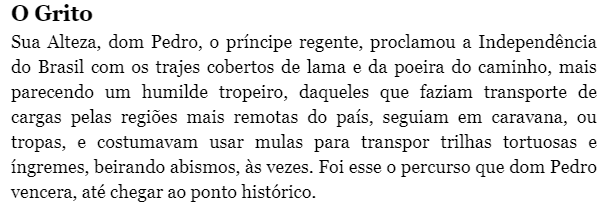 O Grito
Sua Alteza, dom Pedro, o príncipe regente, proclamou a Independência
do Brasil com os trajes cobertos de lama e da poeira do caminho, mais
parecendo um humilde tropeiro, daqueles que faziam transporte de
cargas pelas regiões mais remotas do país, seguiam em caravana, ou
tropas, e costumavam usar mulas para transpor trilhas tortuosas e
íngremes, beirando abismos, às vezes. Foi esse o percurso que dom Pedro
vencera, até chegar ao ponto histórico.